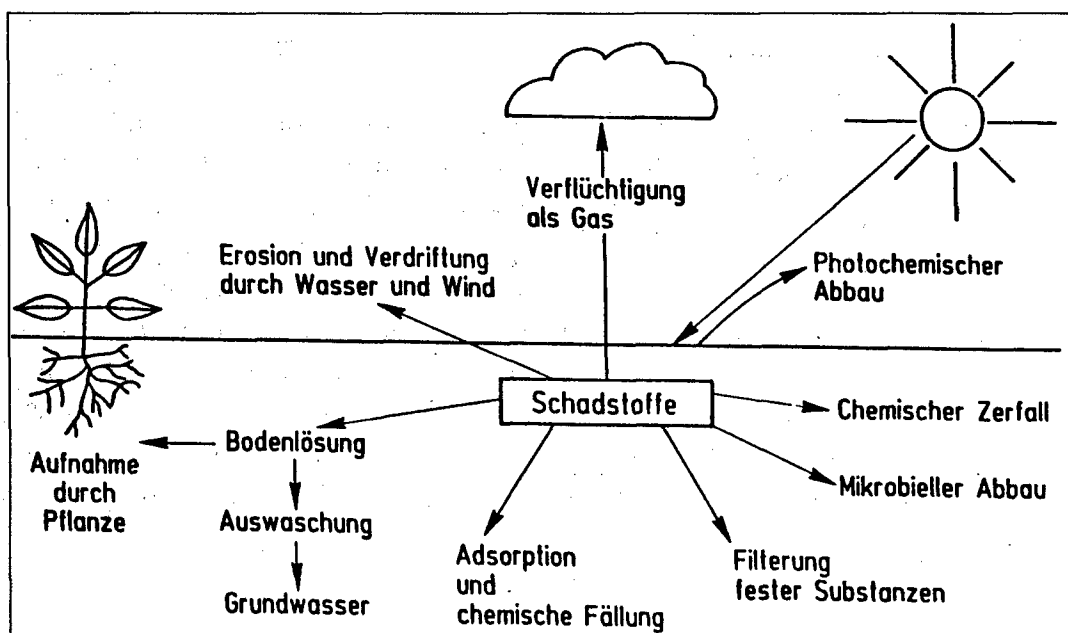 Verflüchtigung
als Gas
Erosion und Verdriftung
durch Wasser und Wind
Photochemischer
Abbau
Schadstoffe
Chemischer Zerfall
Bodenlösung
Aufnahme
durch
Pflanze
Mikrobieller Abbau
Auswaschung
Adsorption
und
chemische Fällung
Filterung
fester Substanzen
Grundwasser